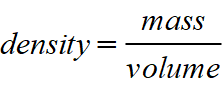 density = mass / volume